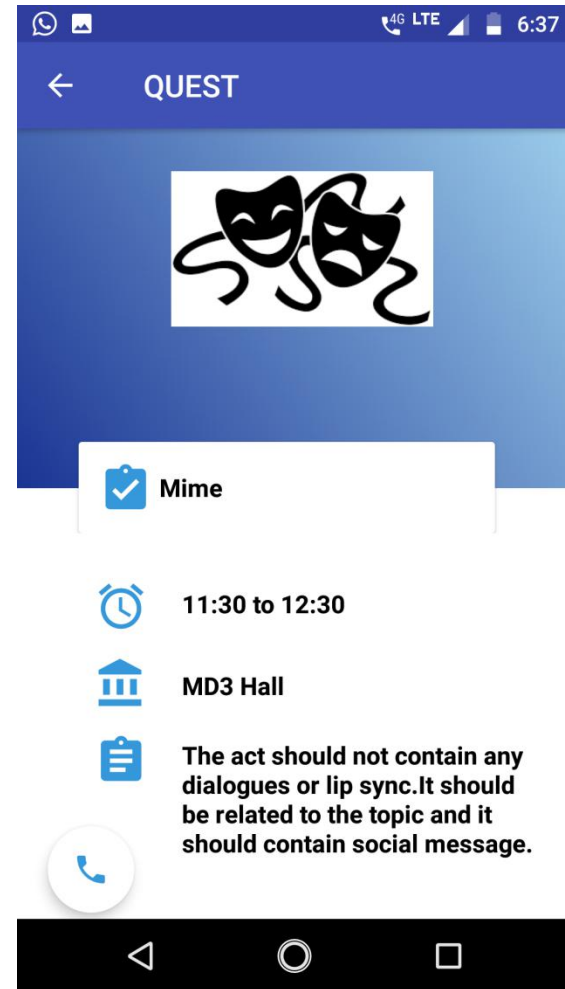 4G LTE 6:37
QUEST
Mime
11:30 to 12:30
MD3 Hall
The act should not contain any
dialogues or lip sync.It should
be related to the topic and it
should contain social message.